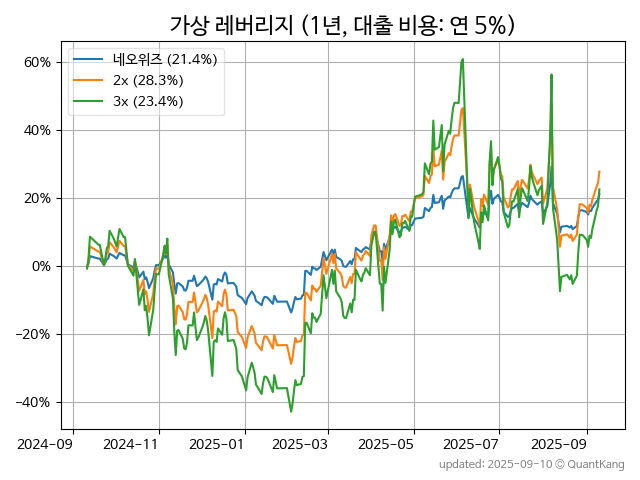 가상 레버리지 (1년, 대출 비용: 연 5%)
네오위즈 (21.4%)
2x (28.3%)
3x (23.4%)
60%
40%
20%
0%
−20%
−40%
2024-09
2024-11
2025-01
2025-03
2025-05
2025-07
2025-09
updated: 2025-09-10 © QuantKang